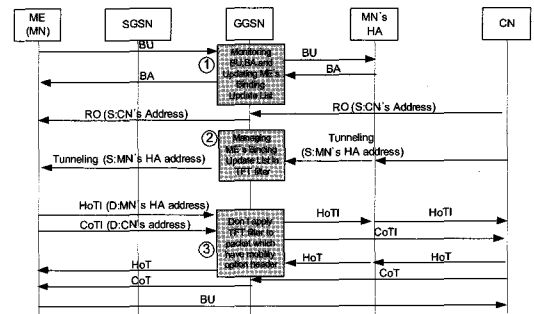 ME
(MN)
SGSN
GGSN
MN's
HA
CN
BU
①
Monitoring
BU,BA and
Updating ME's
Binding
Update List
BU
BA
BA
RO (S:CN's Address)
RO (S:CN's Address)
②
Managing
ME's Binding
Update List in
TFT filter
Tunneling
(S:MN's HA address)
Tunneling (S:MN's HA address)
HoTI (D:MN's HA address)
CoTI (D:CN's address)
③
Don't apply
TFT filter to
packet which
have mobility
option header
HoTI
HoTI
CoTI
HoT
HoT
HoT
CoT
CoT
BU